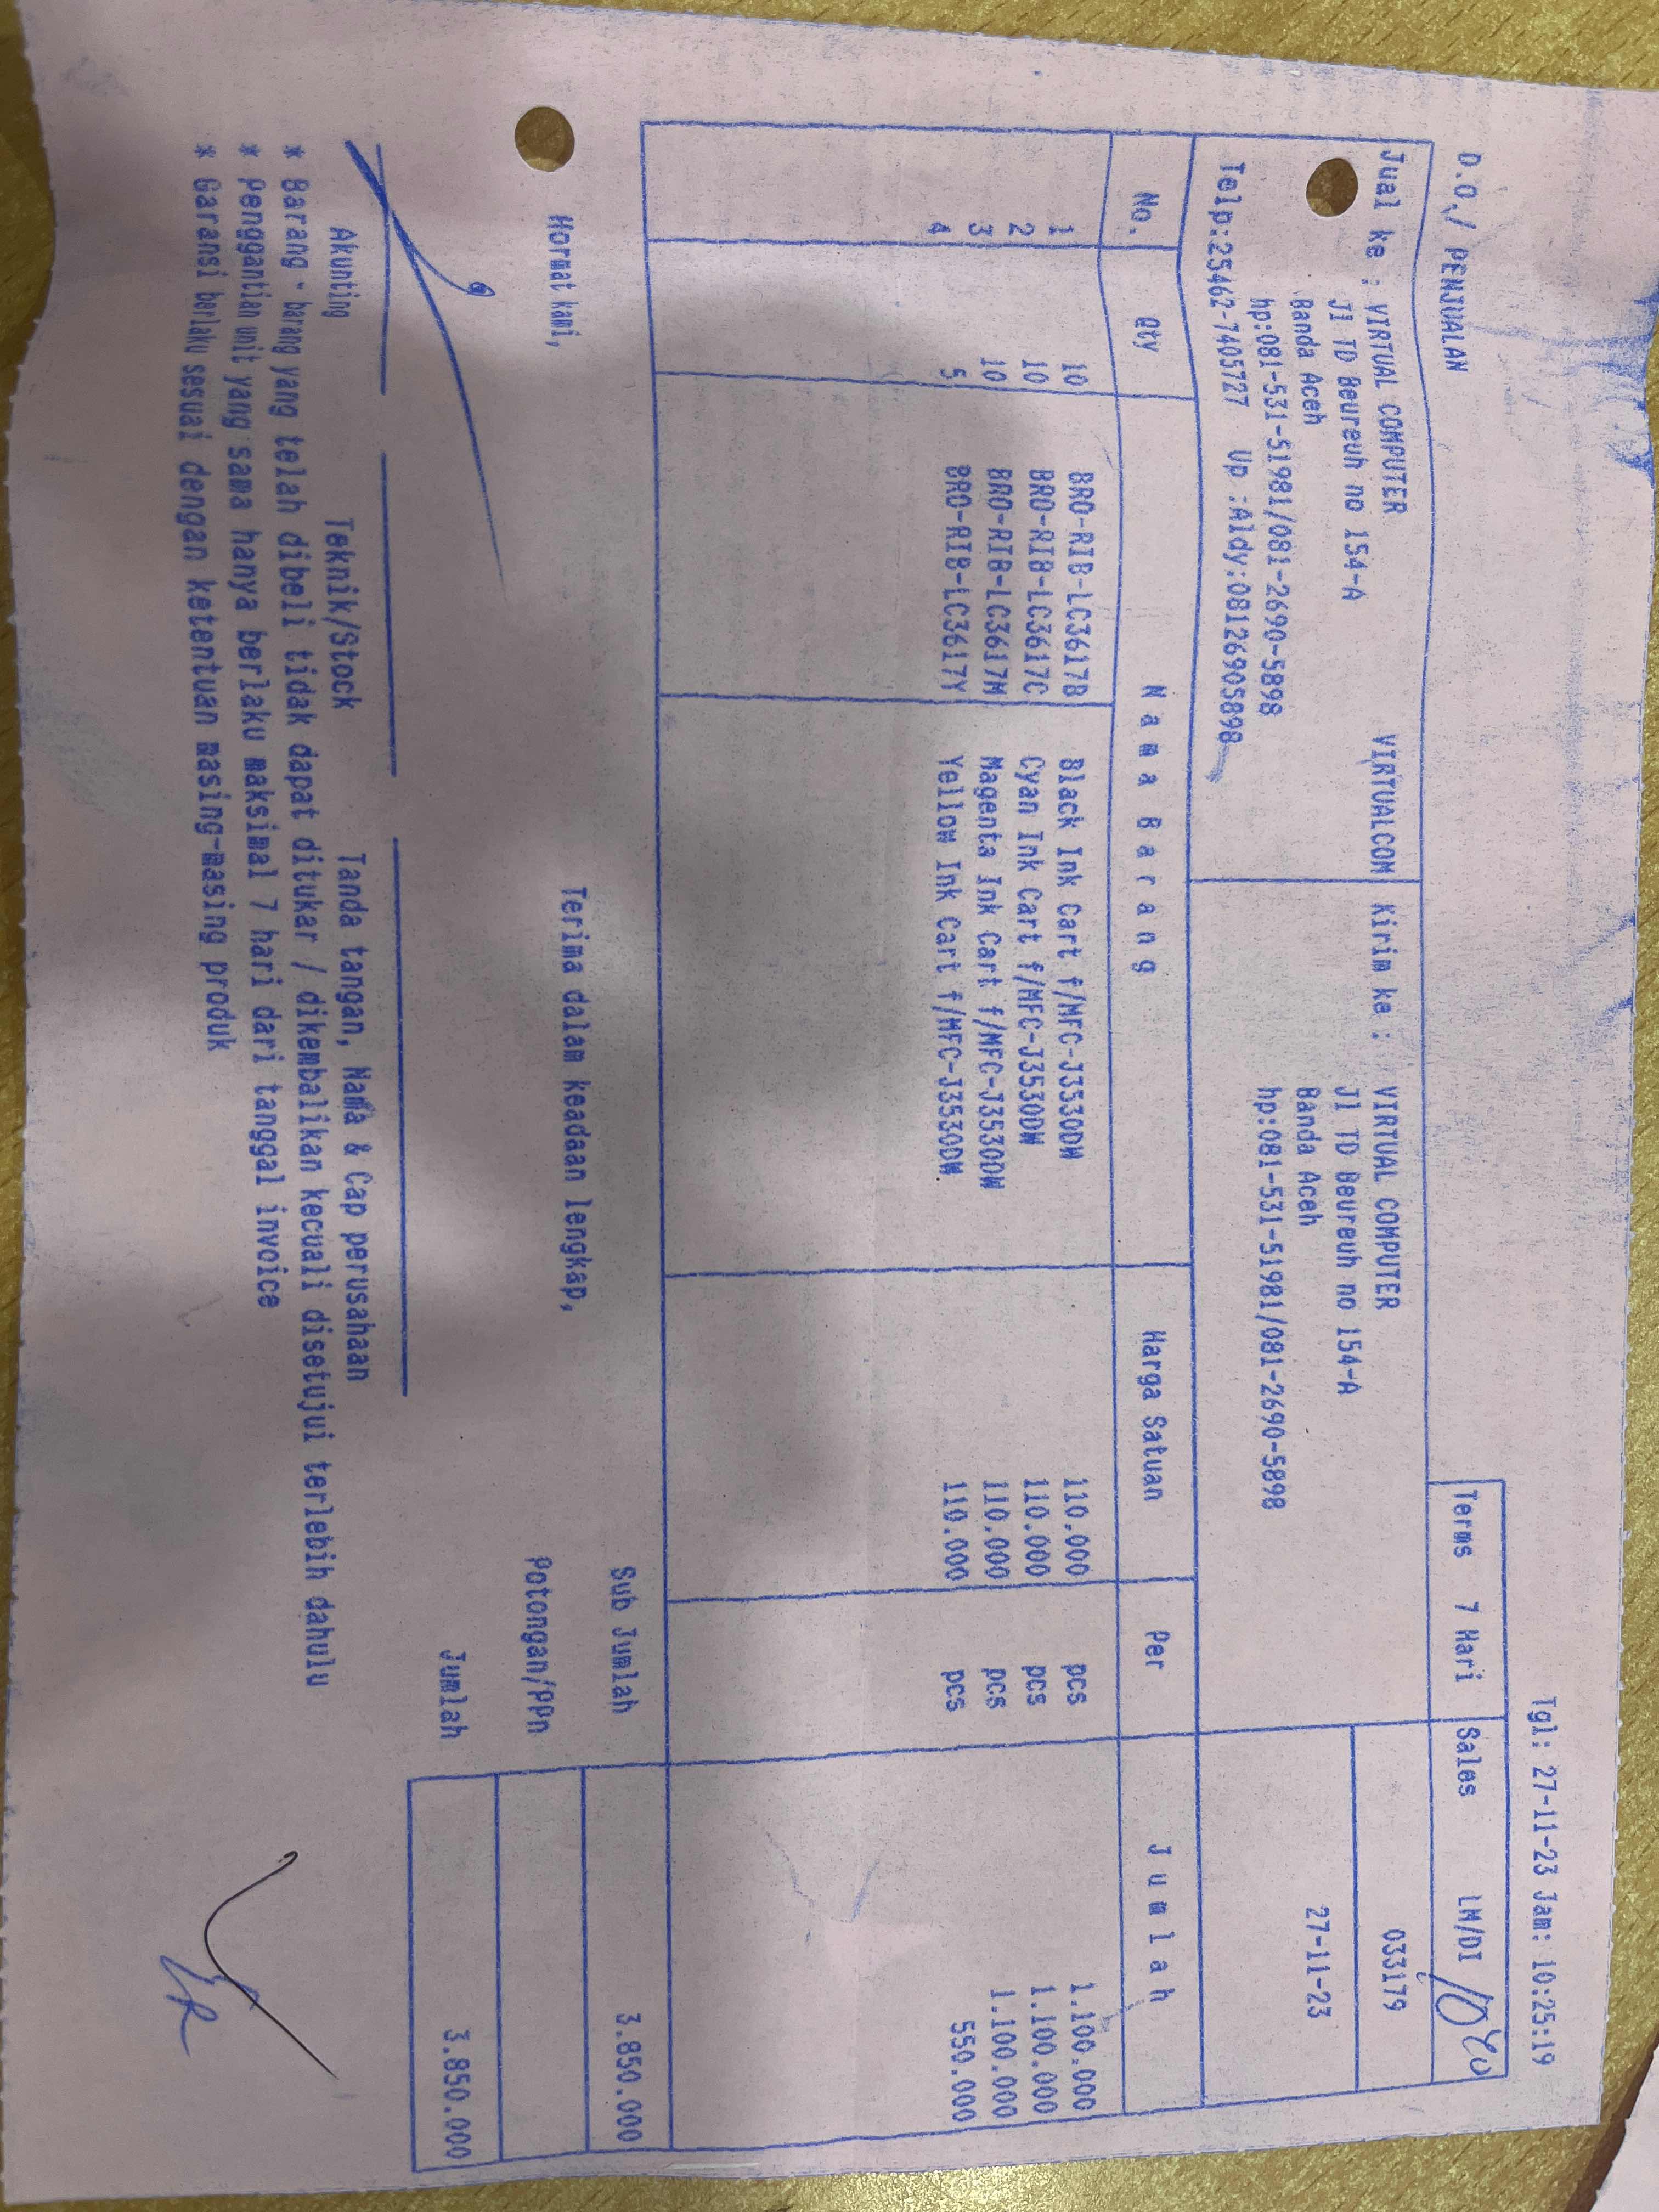 Tgl: 27-11-23 Jam: 10:25:19
D.O./ PENJUALAN
Terms 7 Hari Sales LM/DI
Jual ke : VIRTUAL COMPUTER VIRTUALCOM Kirim ke : VIRTUAL COMPUTER 033179
Jl TD Beureuh no 154-A Jl TD Beureuh no 154-A
Banda Aceh Banda Aceh 27-11-23
hp:081-531-51981/081-2690-5898 hp:081-531-51981/081-2690-5898
Telp:25462-7405727 Up :Aldy:08126905898
No. Qty N a m a B a r a n g Harga Satuan Per J u m l a h
1 10 BRO-RIB-LC3617B Black Ink Cart f/MFC-J3530DW 110.000 pcs 1.100.000
2 10 BRO-RIB-LC3617C Cyan Ink Cart f/MFC-J3530DW 110.000 pcs 1.100.000
3 10 BRO-RIB-LC3617M Magenta Ink Cart f/MFC-J3530DW 110.000 pcs 1.100.000
4 5 BRO-RIB-LC3617Y Yellow Ink Cart f/MFC-J3530DW 110.000 pcs 550.000
Sub Jumlah 3.850.000
Hormat kami, Terima dalam keadaan lengkap,
Potongan/PPn
Jumlah 3.850.000
Akunting Teknik/Stock Tanda tangan, Nama & Cap perusahaan
* Barang - barang yang telah dibeli tidak dapat ditukar / dikembalikan kecuali disetujui terlebih dahulu
* Penggantian unit yang sama hanya berlaku maksimal 7 hari dari tanggal invoice
* Garansi berlaku sesuai dengan ketentuan masing-masing produk